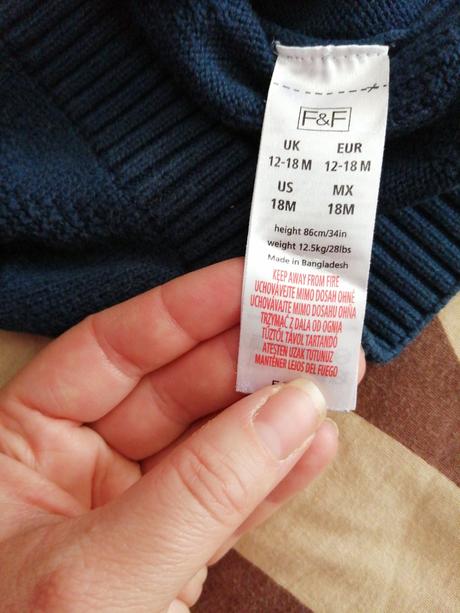 F&F
UK EUR
12-18 M 12-18 M
US MX
18M 18M
height 86cm/34in
weight 12.5kg/28lbs
Made in Bangladesh
KEEP AWAY FROM FIRE
UCHOVÁVEJTE MIMO DOSAH OHNĚ
UCHOVÁVAJTE MIMO DOSAHU OHŇA
TRZYMAĆ Z DALA OD OGNIA
TŰZTŐL TÁVOL TARTANDÓ
ATEŞTEN UZAK TUTUNUZ
MANTÉNER LEJOS DEL FUEGO